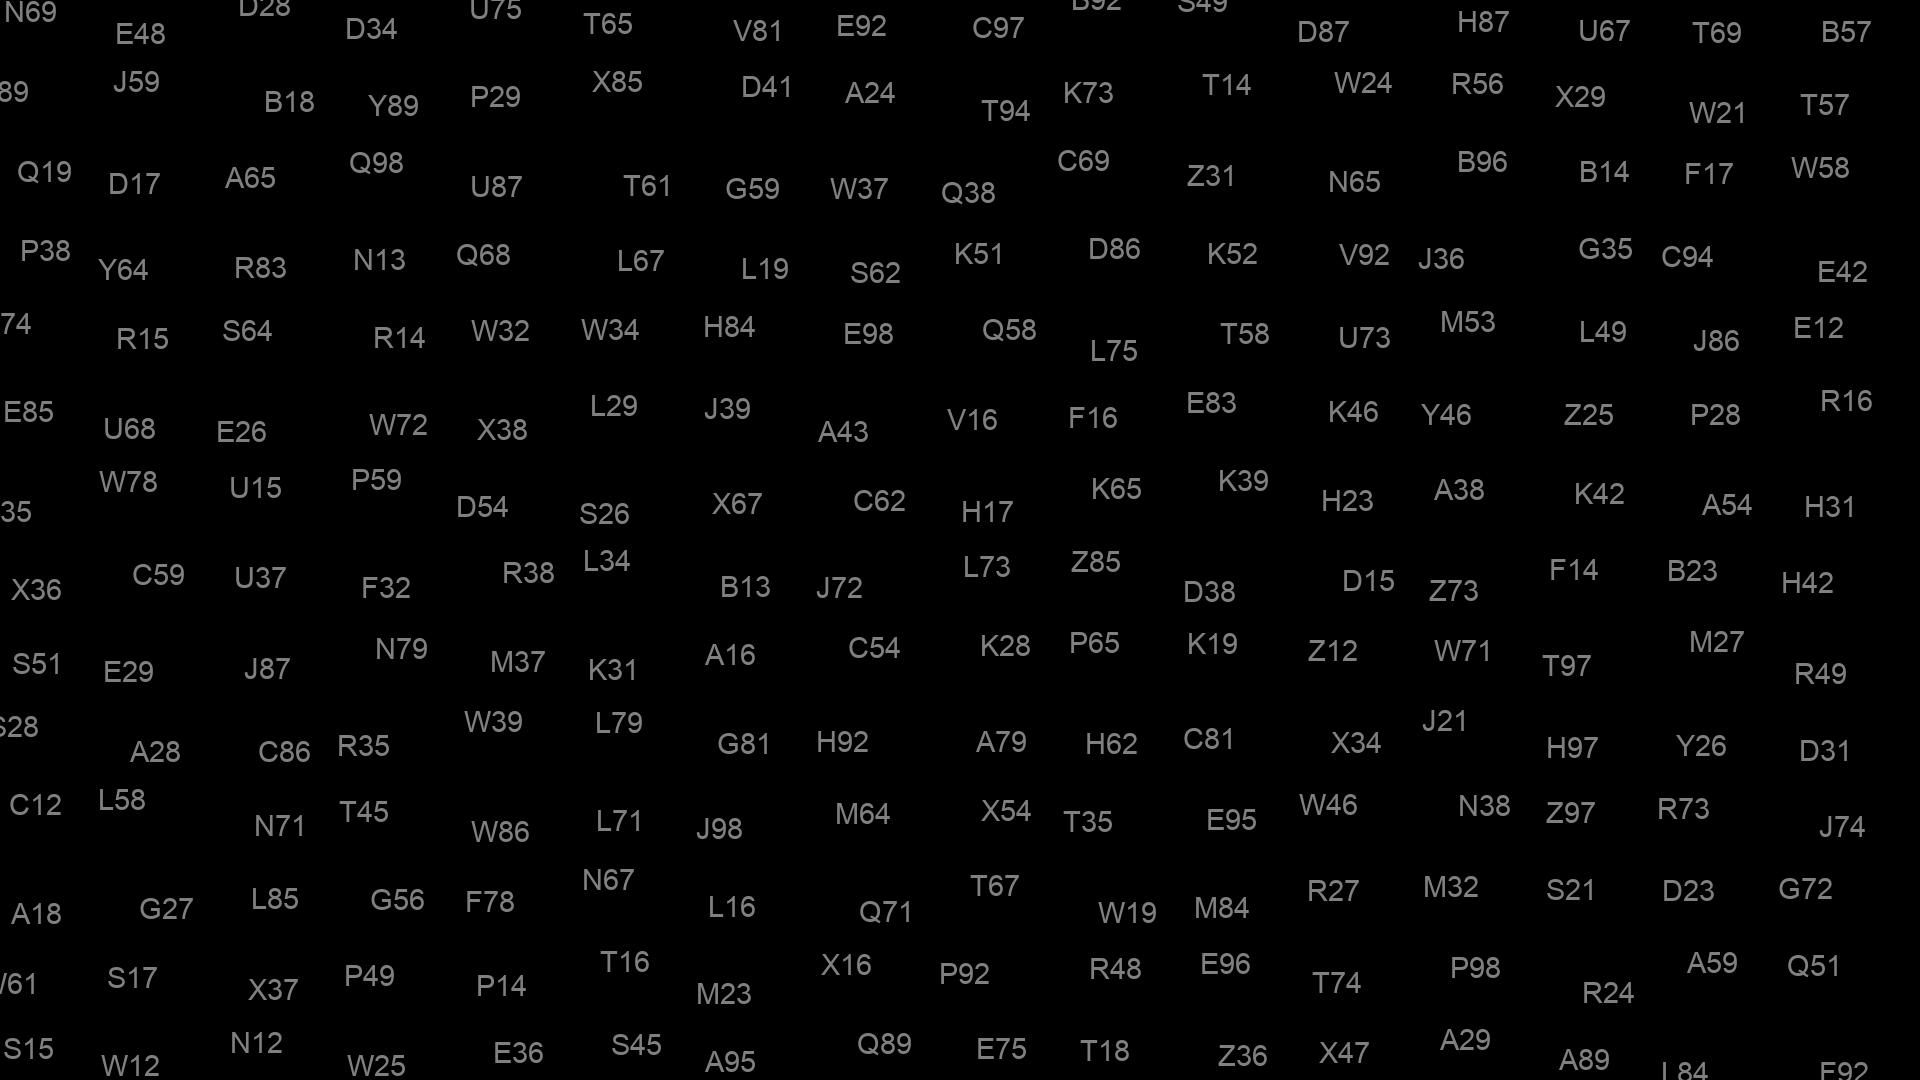 N69 E48 D28 D34 U75 T65 V81 E92 C97 B92 S49 D87 H87 U67 T69 B57
89 J59 B18 Y89 P29 X85 D41 A24 T94 K73 T14 W24 R56 X29 W21 T57
Q19 D17 A65 Q98 U87 T61 G59 W37 Q38 C69 Z31 N65 B96 B14 F17 W58
P38 Y64 R83 N13 Q68 L67 L19 S62 K51 D86 K52 V92 J36 G35 C94 E42
74 R15 S64 R14 W32 W34 H84 E98 Q58 L75 T58 U73 M53 L49 J86 E12
E85 U68 E26 W72 X38 L29 J39 A43 V16 F16 E83 K46 Y46 Z25 P28 R16
35 W78 U15 P59 D54 S26 X67 C62 H17 K65 K39 H23 A38 K42 A54 H31
X36 C59 U37 F32 R38 L34 B13 J72 L73 Z85 D38 D15 Z73 F14 B23 H42
S51 E29 J87 N79 M37 K31 A16 C54 K28 P65 K19 Z12 W71 T97 M27 R49
S28 A28 C86 R35 W39 L79 G81 H92 A79 H62 C81 X34 J21 H97 Y26 D31
C12 L58 N71 T45 W86 L71 J98 M64 X54 T35 E95 W46 N38 Z97 R73 J74
A18 G27 L85 G56 F78 N67 L16 Q71 T67 W19 M84 R27 M32 S21 D23 G72
61 S17 X37 P49 P14 T16 M23 X16 P92 R48 E96 T74 P98 R24 A59 Q51
S15 W12 N12 W25 E36 S45 A95 Q89 E75 T18 Z36 X47 A29 A89 L84